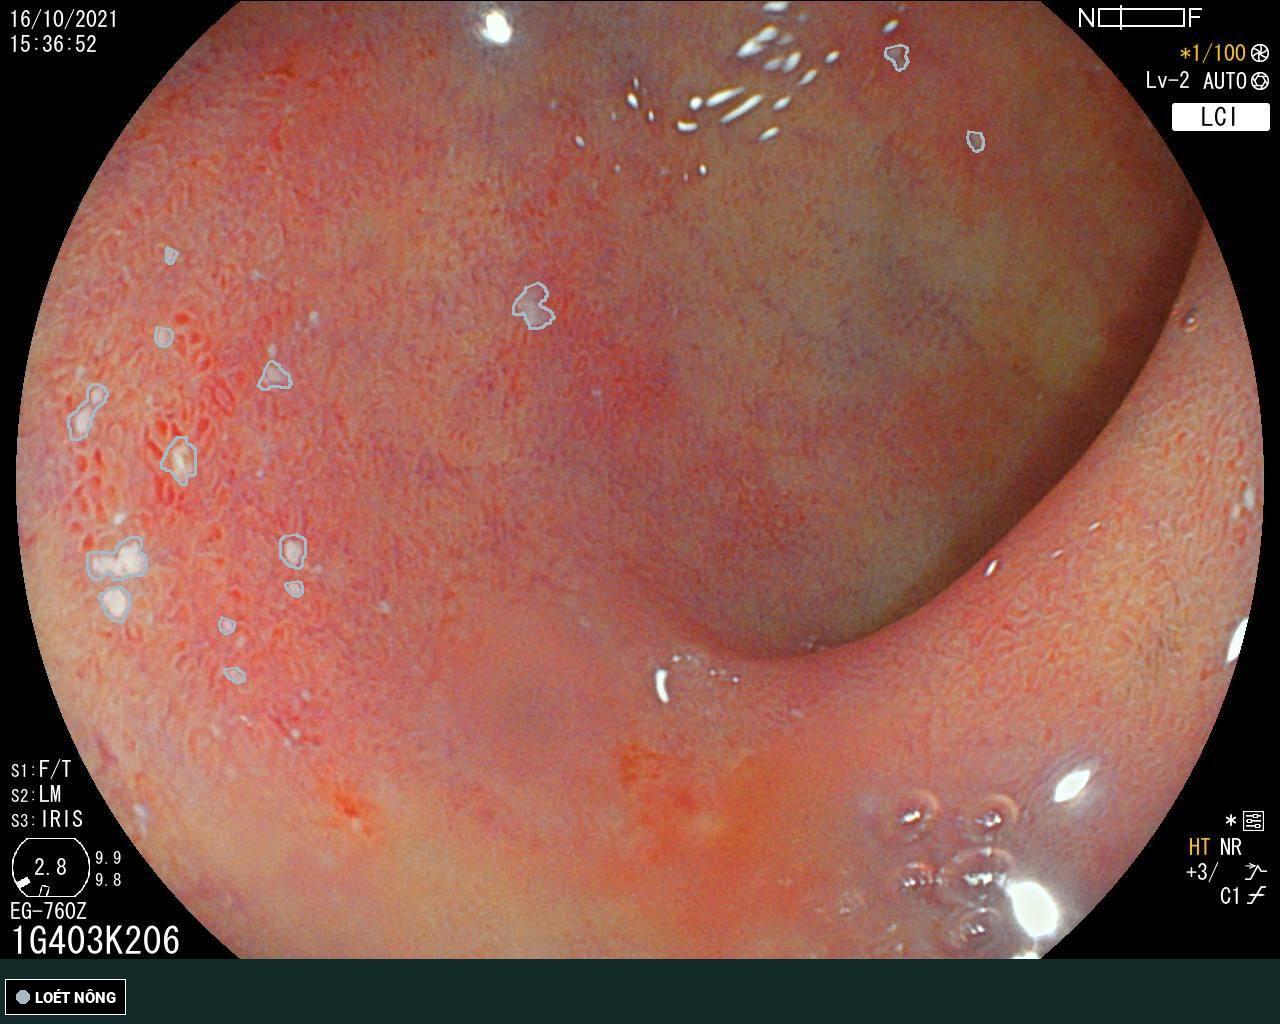 16/10/2021
15:36:52
N F
*1/100
Lv-2 AUTO
LCI
S1:F/T
S2:LM
S3:IRIS
2.8 9.9
9.8
EG-760Z
1G403K206
*
HT NR
+3/
C1
LOÉT NÔNG